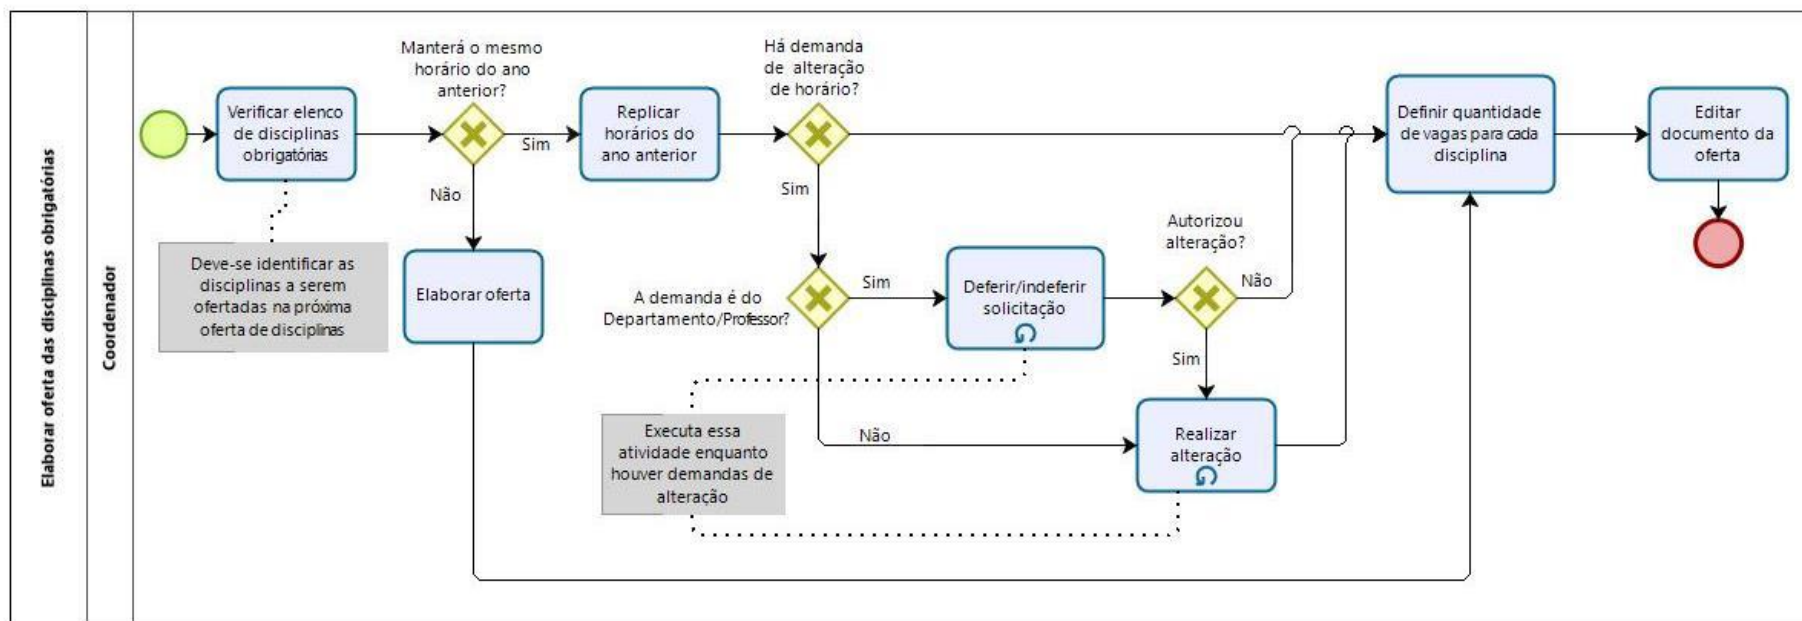 Elaborar oferta das disciplinas obrigatórias
Coordenador
Verificar elenco
de disciplinas
obrigatórias
Deve-se identificar as
disciplinas a serem
ofertadas na próxima
oferta de disciplinas
Manterá o mesmo
horário do ano
anterior?
Sim
Não
Elaborar oferta
Replicar
horários do
ano anterior
Há demanda
de alteração
de horário?
Sim
A demanda é do
Departamento/Professor?
Sim
Não
Deferir/indeferir
solicitação
Executa essa
atividade enquanto
houver demandas de
alteração
Autorizou
alteração?
Não
Sim
Realizar
alteração
Definir quantidade
de vagas para cada
disciplina
Editar
documento da
oferta